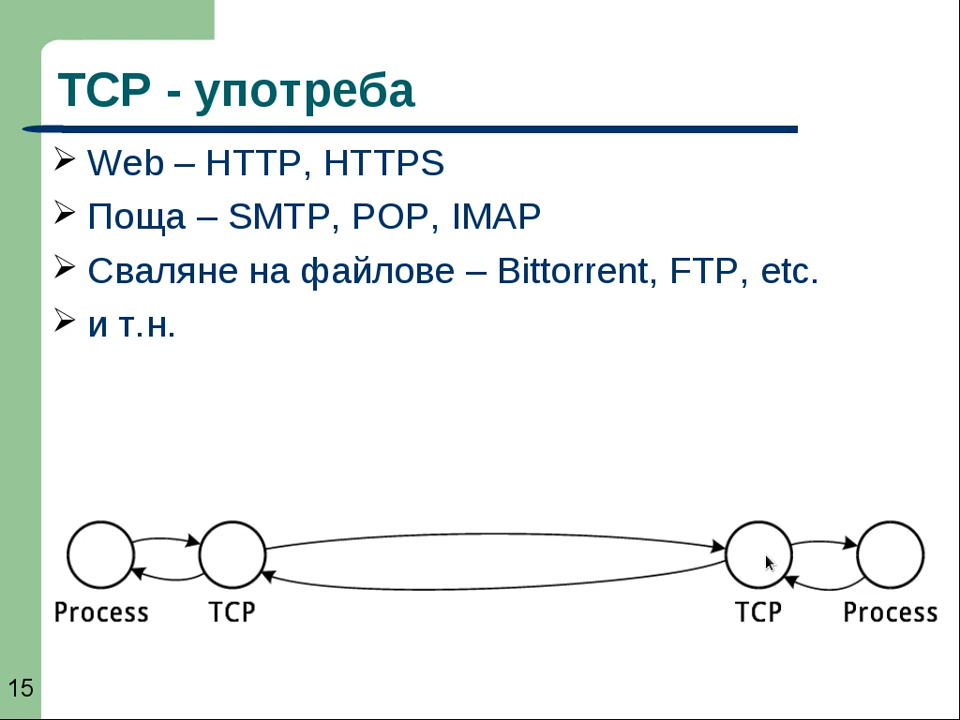 TCP - употреба
Web – HTTP, HTTPS
Поща – SMTP, POP, IMAP
Сваляне на файлове – Bittorrent, FTP, etc.
и т.н.
Process TCP TCP Process
15